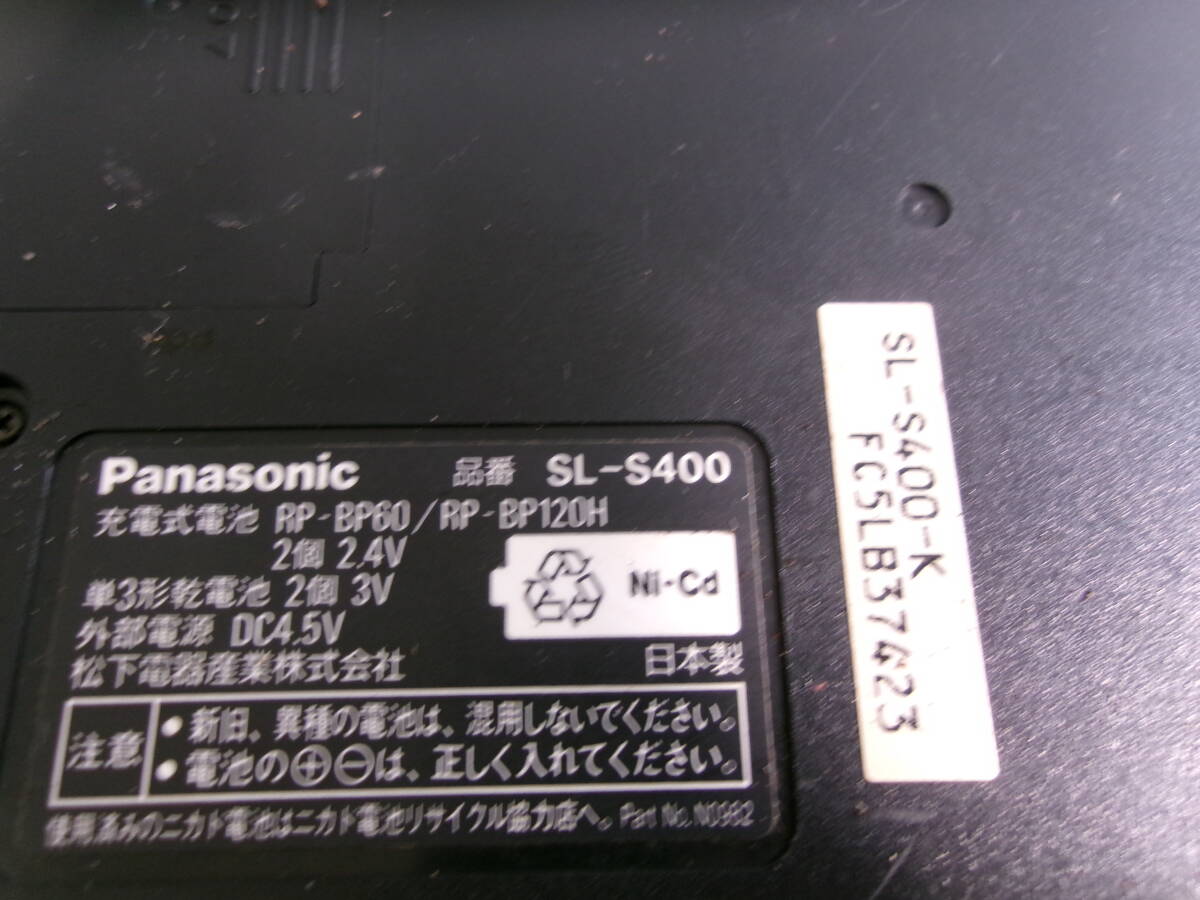 Panasonic 品番 SL-S400
充電式電池 RP-BP60/RP-BP120H
2個 2.4V
単3形乾電池 2個 3V
外部電源 DC4.5V
松下電器産業株式会社
Ni-Cd
日本製
注意
• 新旧、異種の電池は、混用しないでください。
• 電池の⊕⊖は、正しく入れてください。
使用済みのニカド電池はニカド電池リサイクル協力店へ。 Part No. N0982
SL-S400-K
FC5LB37423